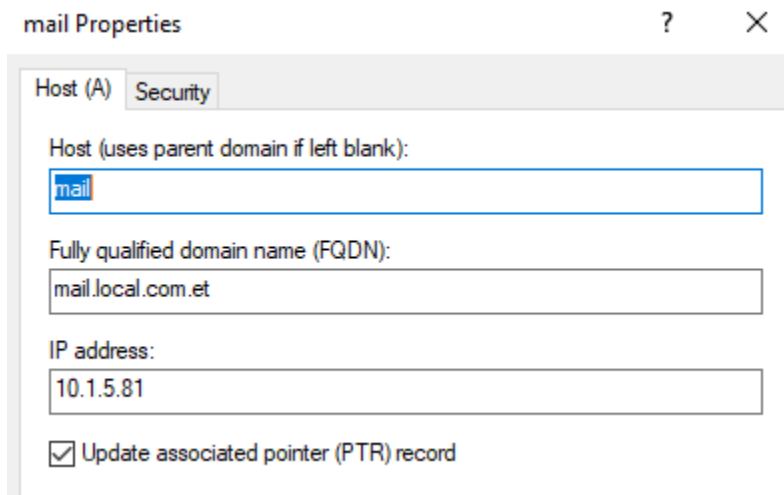 mail Properties
? X
Host (A) Security
Host (uses parent domain if left blank):
mail
Fully qualified domain name (FQDN):
mail.local.com.et
IP address:
10.1.5.81
Update associated pointer (PTR) record